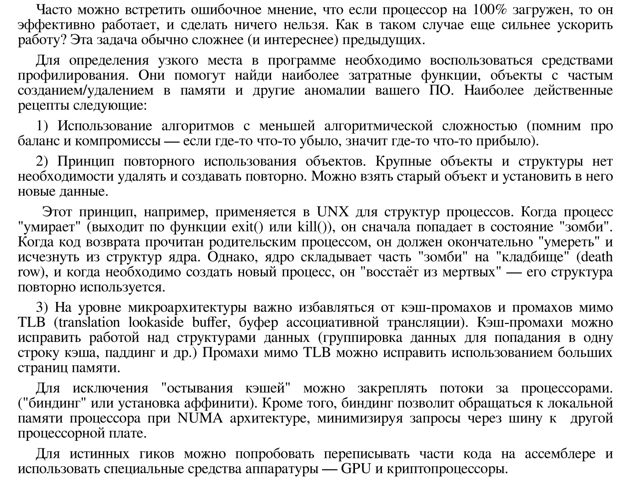 Часто можно встретить ошибочное мнение, что если процессор на 100% загружен, то он
эффективно работает, и сделать ничего нельзя. Как в таком случае еще сильнее ускорить
работу? Эта задача обычно сложнее (и интереснее) предыдущих.
Для определения узкого места в программе необходимо воспользоваться средствами
профилирования. Они помогут найди наиболее затратные функции, объекты с частым
созданием/удалением в памяти и другие аномалии вашего ПО. Наиболее действенные
рецепты следующие:
1) Использование алгоритмов с меньшей алгоритмической сложностью (помним про
баланс и компромиссы — если где-то что-то убыло, значит где-то что-то прибыло).
2) Принцип повторного использования объектов. Крупные объекты и структуры нет
необходимости удалять и создавать повторно. Можно взять старый объект и установить в него
новые данные.
Этот принцип, например, применяется в UNX для структур процессов. Когда процесс
"умирает" (выходит по функции exit() или kill()), он сначала попадает в состояние "зомби".
Когда код возврата прочитан родительским процессом, он должен окончательно "умереть" и
исчезнуть из структур ядра. Однако, ядро складывает часть "зомби" на "кладбище" (death
row), и когда необходимо создать новый процесс, он "восстаёт из мертвых" — его структура
повторно используется.
3) На уровне микроархитектуры важно избавляться от кэш-промахов и промахов мимо
TLB (translation lookaside buffer, буфер ассоциативной трансляции). Кэш-промахи можно
исправить работой над структурами данных (группировка данных для попадания в одну
строку кэша, паддинг и др.) Промахи мимо TLB можно исправить использованием больших
страниц памяти.
Для исключения "остывания кэшей" можно закреплять потоки за процессорами.
("биндинг" или установка аффинити). Кроме того, биндинг позволит обращаться к локальной
памяти процессора при NUMA архитектуре, минимизируя запросы через шину к другой
процессорной плате.
Для истинных гиков можно попробовать переписывать части кода на ассемблере и
использовать специальные средства аппаратуры — GPU и криптопроцессоры.